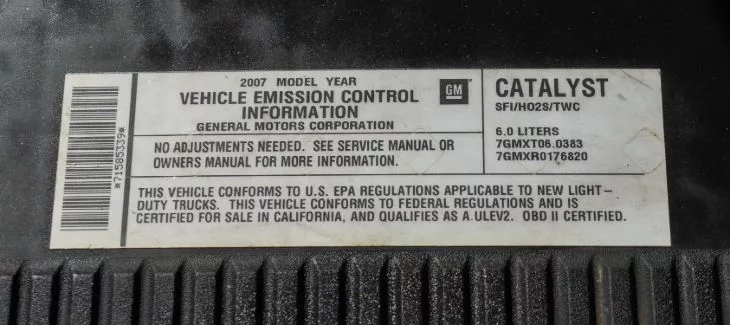 *71585339*
2007 MODEL YEAR
VEHICLE EMISSION CONTROL
INFORMATION
GENERAL MOTORS CORPORATION
GM
NO ADJUSTMENTS NEEDED. SEE SERVICE MANUAL OR
OWNERS MANUAL FOR MORE INFORMATION.
CATALYST
SFI/HO2S/TWC
6.0 LITERS
7GMXT06.0383
7GMXR0176820
THIS VEHICLE CONFORMS TO U.S. EPA REGULATIONS APPLICABLE TO NEW LIGHT–
DUTY TRUCKS. THIS VEHICLE CONFORMS TO FEDERAL REGULATIONS AND IS
CERTIFIED FOR SALE IN CALIFORNIA, AND QUALIFIES AS A ULEV2. OBD II CERTIFIED.